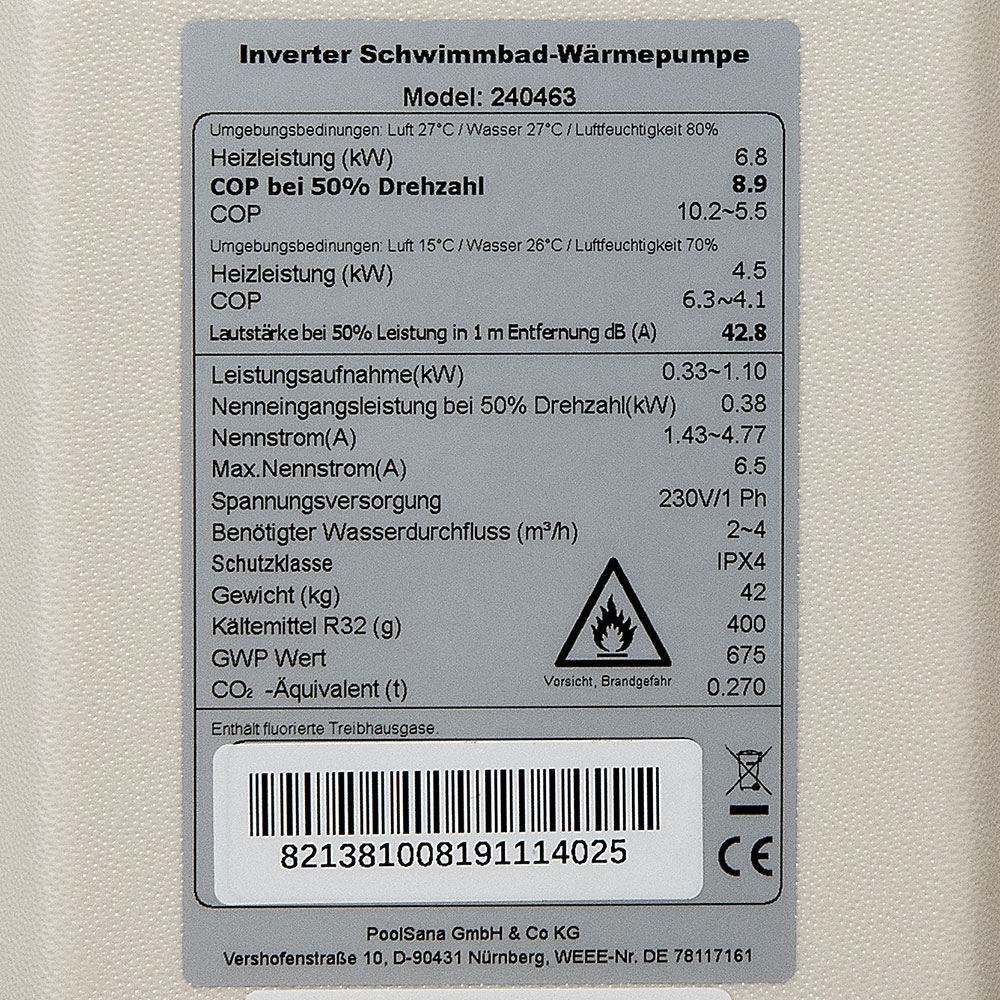 Inverter Schwimmbad-Wärmepumpe
Model: 240463
Umgebungsbedinungen: Luft 27°C / Wasser 27°C / Luftfeuchtigkeit 80%
Heizleistung (kW) 6.8
COP bei 50% Drehzahl 8.9
COP 10.2~5.5
Umgebungsbedinungen: Luft 15°C / Wasser 26°C / Luftfeuchtigkeit 70%
Heizleistung (kW) 4.5
COP 6.3~4.1
Lautstärke bei 50% Leistung in 1 m Entfernung dB (A) 42.8
Leistungsaufnahme(kW) 0.33~1.10
Nenneingangsleistung bei 50% Drehzahl(kW) 0.38
Nennstrom(A) 1.43~4.77
Max.Nennstrom(A) 6.5
Spannungsversorgung 230V/1 Ph
Benötigter Wasserdurchfluss (m³/h) 2~4
Schutzklasse IPX4
Gewicht (kg) 42
Kältemittel R32 (g) 400
GWP Wert 675
Vorsicht, Brandgefahr
CO₂ -Äquivalent (t) 0.270
Enthält fluorierte Treibhausgase.
821381008191114025
CE
PoolSana GmbH & Co KG
Vershofenstraße 10, D-90431 Nürnberg, WEEE-Nr. DE 78117161